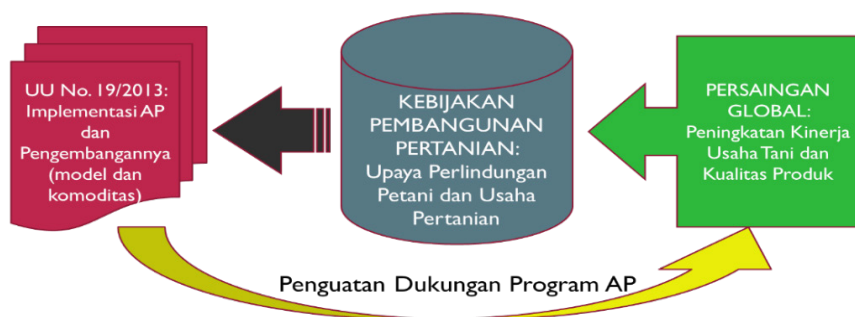 UU No. 19/2013:
Implementasi AP
dan
Pengembangannya
(model dan
komoditas)
KEBIJAKAN
PEMBANGUNAN
PERTANIAN:
Upaya Perlindungan
Petani dan Usaha
Pertanian
PERSAINGAN
GLOBAL:
Peningkatan Kinerja
Usaha Tani dan
Kualitas Produk
Penguatan Dukungan Program AP